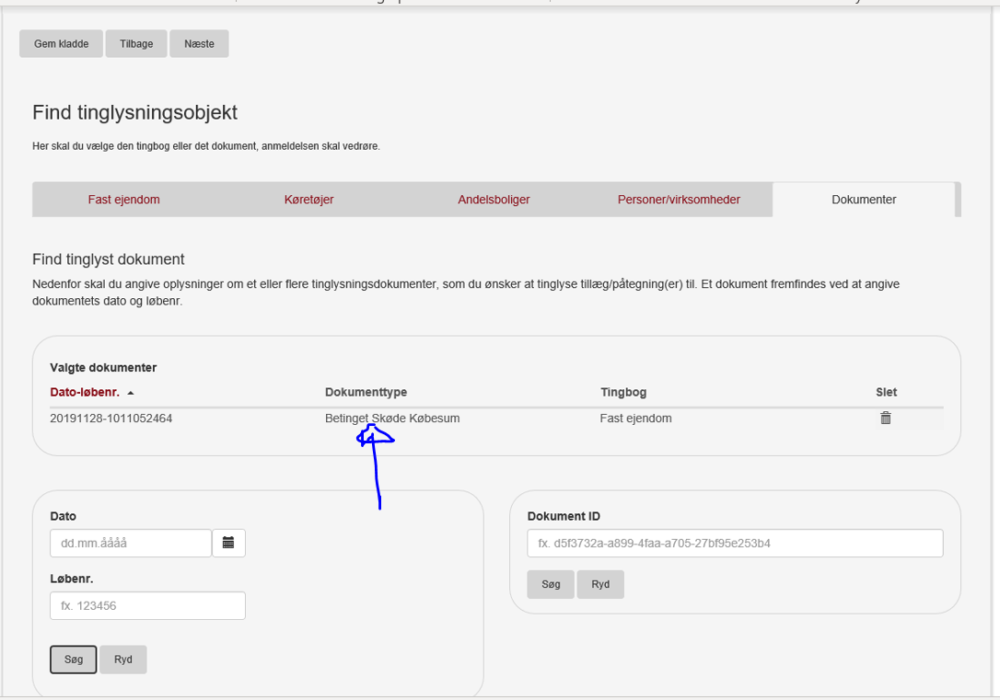 Gem kladde Tilbage Næste
Find tinglysningsobjekt
Her skal du vælge den tingbog eller det dokument, anmeldelsen skal vedrøre.
Fast ejendom Køretøjer Andelsboliger Personer/virksomheder Dokumenter
Find tinglyst dokument
Nedenfor skal du angive oplysninger om et eller flere tinglysningsdokumenter, som du ønsker at tinglyse tillæg/påtegning(er) til. Et dokument fremfindes ved at angive
dokumentets dato og løbenr.
Valgte dokumenter
Dato-løbenr. Dokumenttype Tingbog Slet
20191128-1011052464 Betinget Skøde Købesum Fast ejendom
Dato
dd.mm.åååå
Løbenr.
fx. 123456
Søg Ryd
Dokument ID
fx. d5f3732a-a899-4faa-a705-27bf95e253b4
Søg Ryd